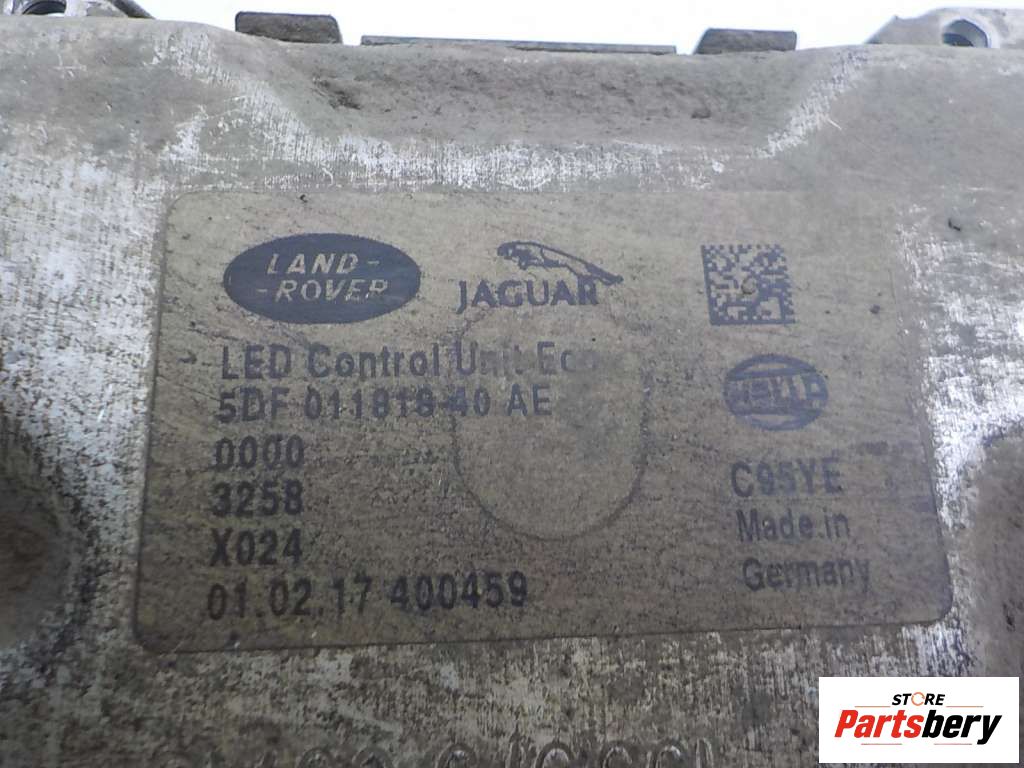 LAND-
-ROVER
JAGUAR
LED Control Unit Eco
5DF 011818-40 AE
HELLA
0000
3258
X024
01.02.17 400459
C95YE
Made in
Germany
STORE
Partsbery